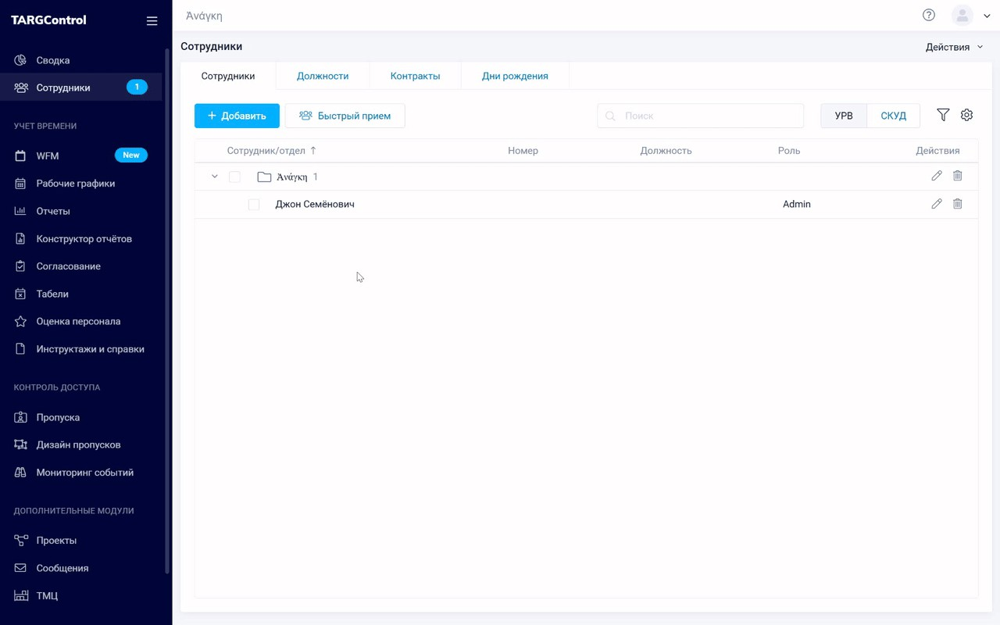 TARGControl
Ἀνάγκη
Сотрудники
Действия
Сводка
Сотрудники 1
УЧЕТ ВРЕМЕНИ
WFM New
Рабочие графики
Отчеты
Конструктор отчётов
Согласование
Табели
Оценка персонала
Инструктажи и справки
КОНТРОЛЬ ДОСТУПА
Пропуска
Дизайн пропусков
Мониторинг событий
ДОПОЛНИТЕЛЬНЫЕ МОДУЛИ
Проекты
Сообщения
ТМЦ
Сотрудники Должности Контракты Дни рождения
+ Добавить Быстрый прием Поиск УРВ СКУД
Сотрудник/отдел ↑ Номер Должность Роль Действия
Ἀνάγκη 1
Джон Семёнович Admin